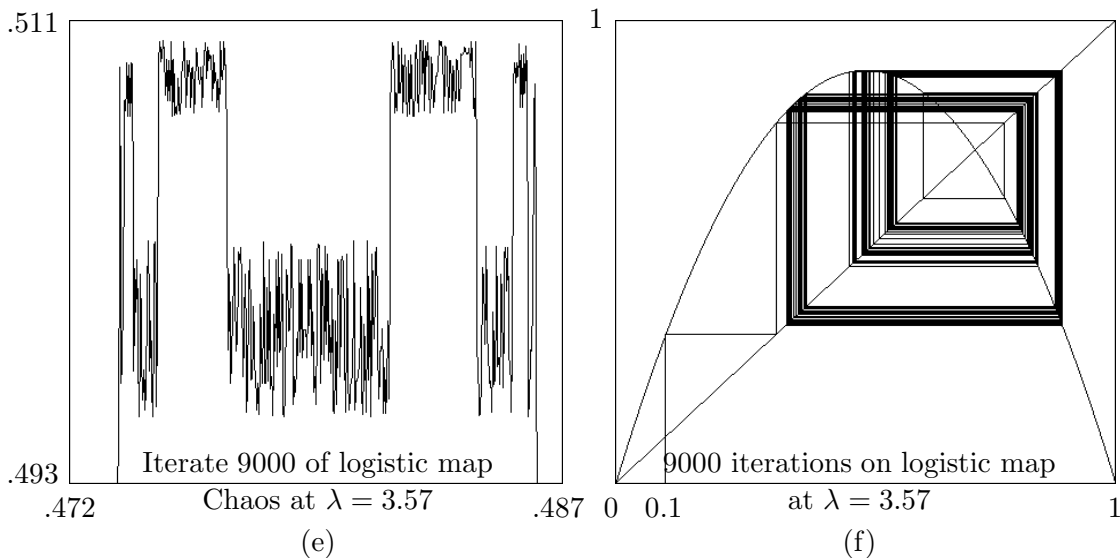 .511
.493
Iterate 9000 of logistic map
Chaos at λ = 3.57
.472
.487
(e)
1
9000 iterations on logistic map
at λ = 3.57
0
0.1
1
(f)